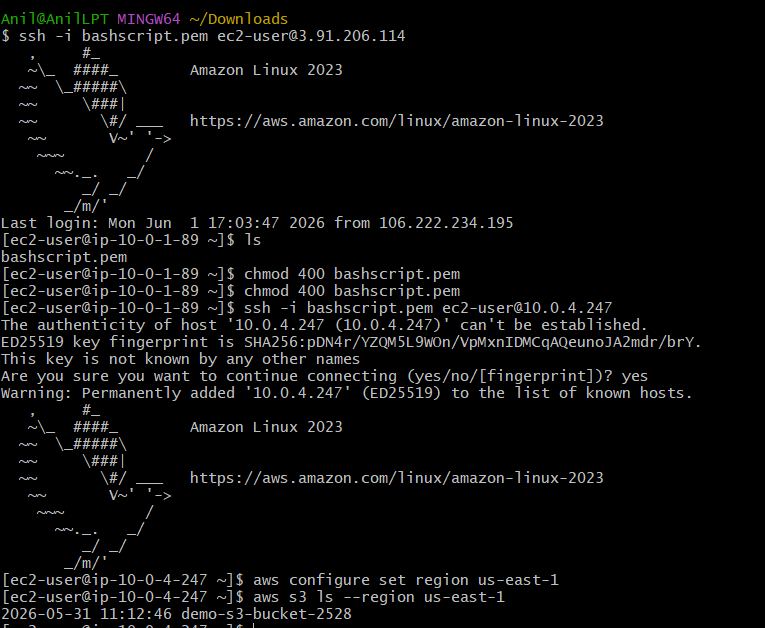 Anil@AnilLPT MINGW64 ~/Downloads
$ ssh -i bashscript.pem ec2-user@3.91.206.114
   ,     #_
   ~\_  ####_        Amazon Linux 2023
  ~~  \_#####\
  ~~     \###|
  ~~       \#/ ___   https://aws.amazon.com/linux/amazon-linux-2023
   ~~       V~' '->
    ~~~         /
      ~~._.   _/
         _/ _/
       _/m/'
Last login: Mon Jun  1 17:03:47 2026 from 106.222.234.195
[ec2-user@ip-10-0-1-89 ~]$ ls
bashscript.pem
[ec2-user@ip-10-0-1-89 ~]$ chmod 400 bashscript.pem
[ec2-user@ip-10-0-1-89 ~]$ chmod 400 bashscript.pem
[ec2-user@ip-10-0-1-89 ~]$ ssh -i bashscript.pem ec2-user@10.0.4.247
The authenticity of host '10.0.4.247 (10.0.4.247)' can't be established.
ED25519 key fingerprint is SHA256:pDN4r/YZQM5L9WOn/VpMxnIDMCqAQeunoJA2mdr/brY.
This key is not known by any other names
Are you sure you want to continue connecting (yes/no/[fingerprint])? yes
Warning: Permanently added '10.0.4.247' (ED25519) to the list of known hosts.
   ,     #_
   ~\_  ####_        Amazon Linux 2023
  ~~  \_#####\
  ~~     \###|
  ~~       \#/ ___   https://aws.amazon.com/linux/amazon-linux-2023
   ~~       V~' '->
    ~~~         /
      ~~._.   _/
         _/ _/
       _/m/'
[ec2-user@ip-10-0-4-247 ~]$ aws configure set region us-east-1
[ec2-user@ip-10-0-4-247 ~]$ aws s3 ls --region us-east-1
2026-05-31 11:12:46 demo-s3-bucket-2528
[ec2-user@ip-10-0-4-247 ~]$